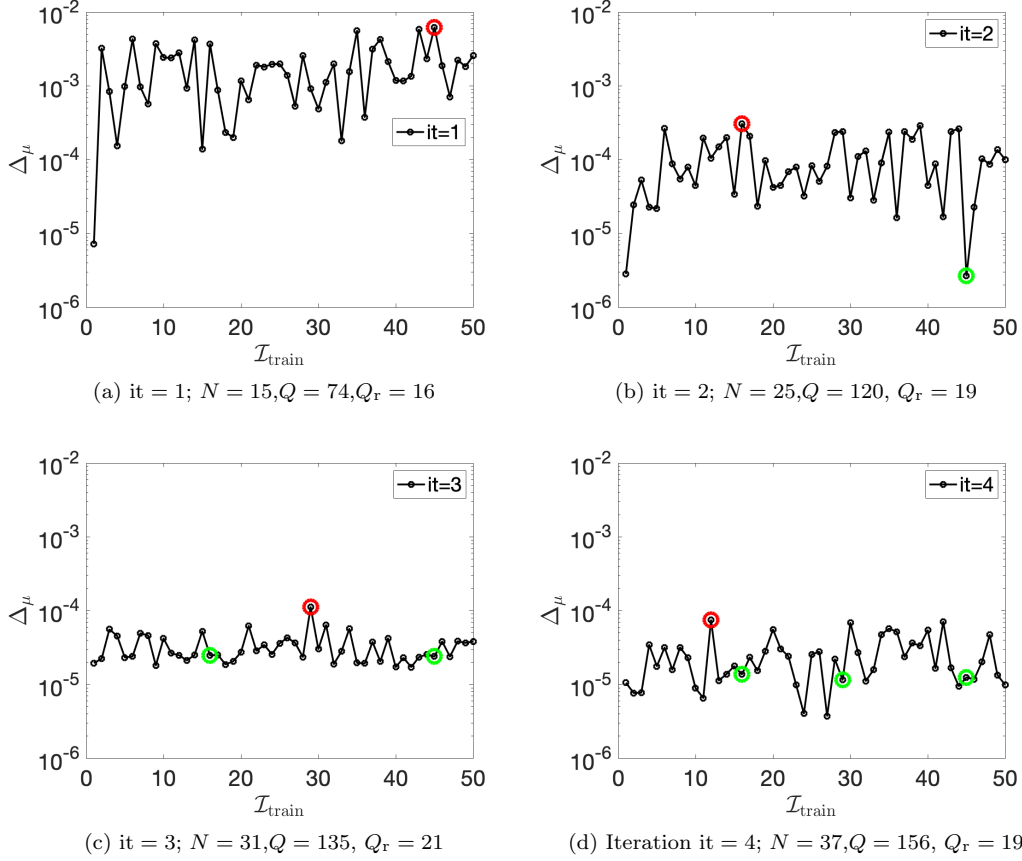 10^-2
10^-3
10^-4
10^-5
10^-6
Δ_μ
it=1
0 10 20 30 40 50
I_train
(a) it = 1; N = 15,Q = 74,Q_r = 16
10^-2
10^-3
10^-4
10^-5
10^-6
Δ_μ
it=2
0 10 20 30 40 50
I_train
(b) it = 2; N = 25,Q = 120, Q_r = 19
10^-2
10^-3
10^-4
10^-5
10^-6
Δ_μ
it=3
0 10 20 30 40 50
I_train
(c) it = 3; N = 31,Q = 135, Q_r = 21
10^-2
10^-3
10^-4
10^-5
10^-6
Δ_μ
it=4
0 10 20 30 40 50
I_train
(d) Iteration it = 4; N = 37,Q = 156, Q_r = 19